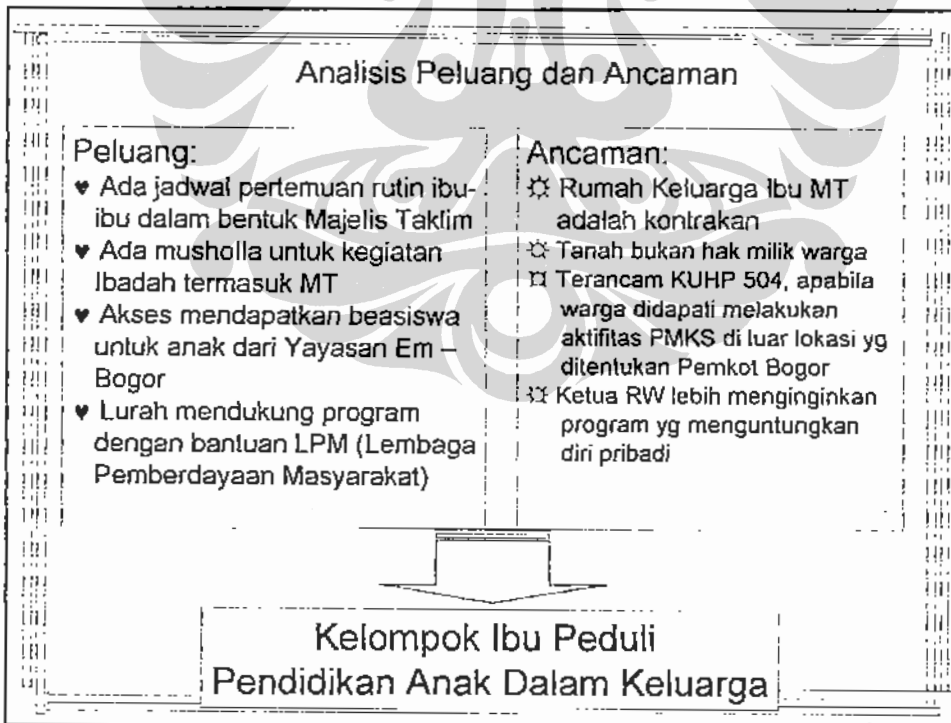 Analisis Peluang dan Ancaman
Peluang:
♥ Ada jadwal pertemuan rutin ibu-
ibu dalam bentuk Majelis Taklim
♥ Ada musholla untuk kegiatan
Ibadah termasuk MT
♥ Akses mendapatkan beasiswa
untuk anak dari Yayasan Em –
Bogor
♥ Lurah mendukung program
dengan bantuan LPM (Lembaga
Pemberdayaan Masyarakat)
Ancaman:
¤ Rumah Keluarga Ibu MT
adalah kontrakan
¤ Tanah bukan hak milik warga
¤ Terancam KUHP 504, apabila
warga didapati melakukan
aktifitas PMKS di luar lokasi yg
ditentukan Pemkot Bogor
¤ Ketua RW lebih menginginkan
program yg menguntungkan
diri pribadi
Kelompok Ibu Peduli
Pendidikan Anak Dalam Keluarga